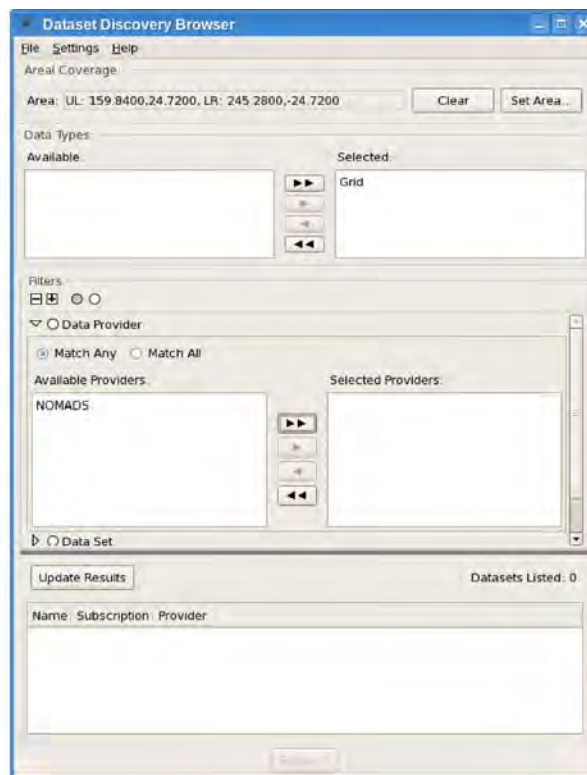 Dataset Discovery Browser
File Settings Help
Areal Coverage
Area: UL: 159.8400,24.7200, LR: 245.2800,-24.7200 Clear Set Area...
Data Types
Available: Selected:
Grid
Filters
Data Provider
Match Any Match All
Available Providers: Selected Providers:
NOMADS
Data Set
Update Results Datasets Listed: 0
Name Subscription Provider